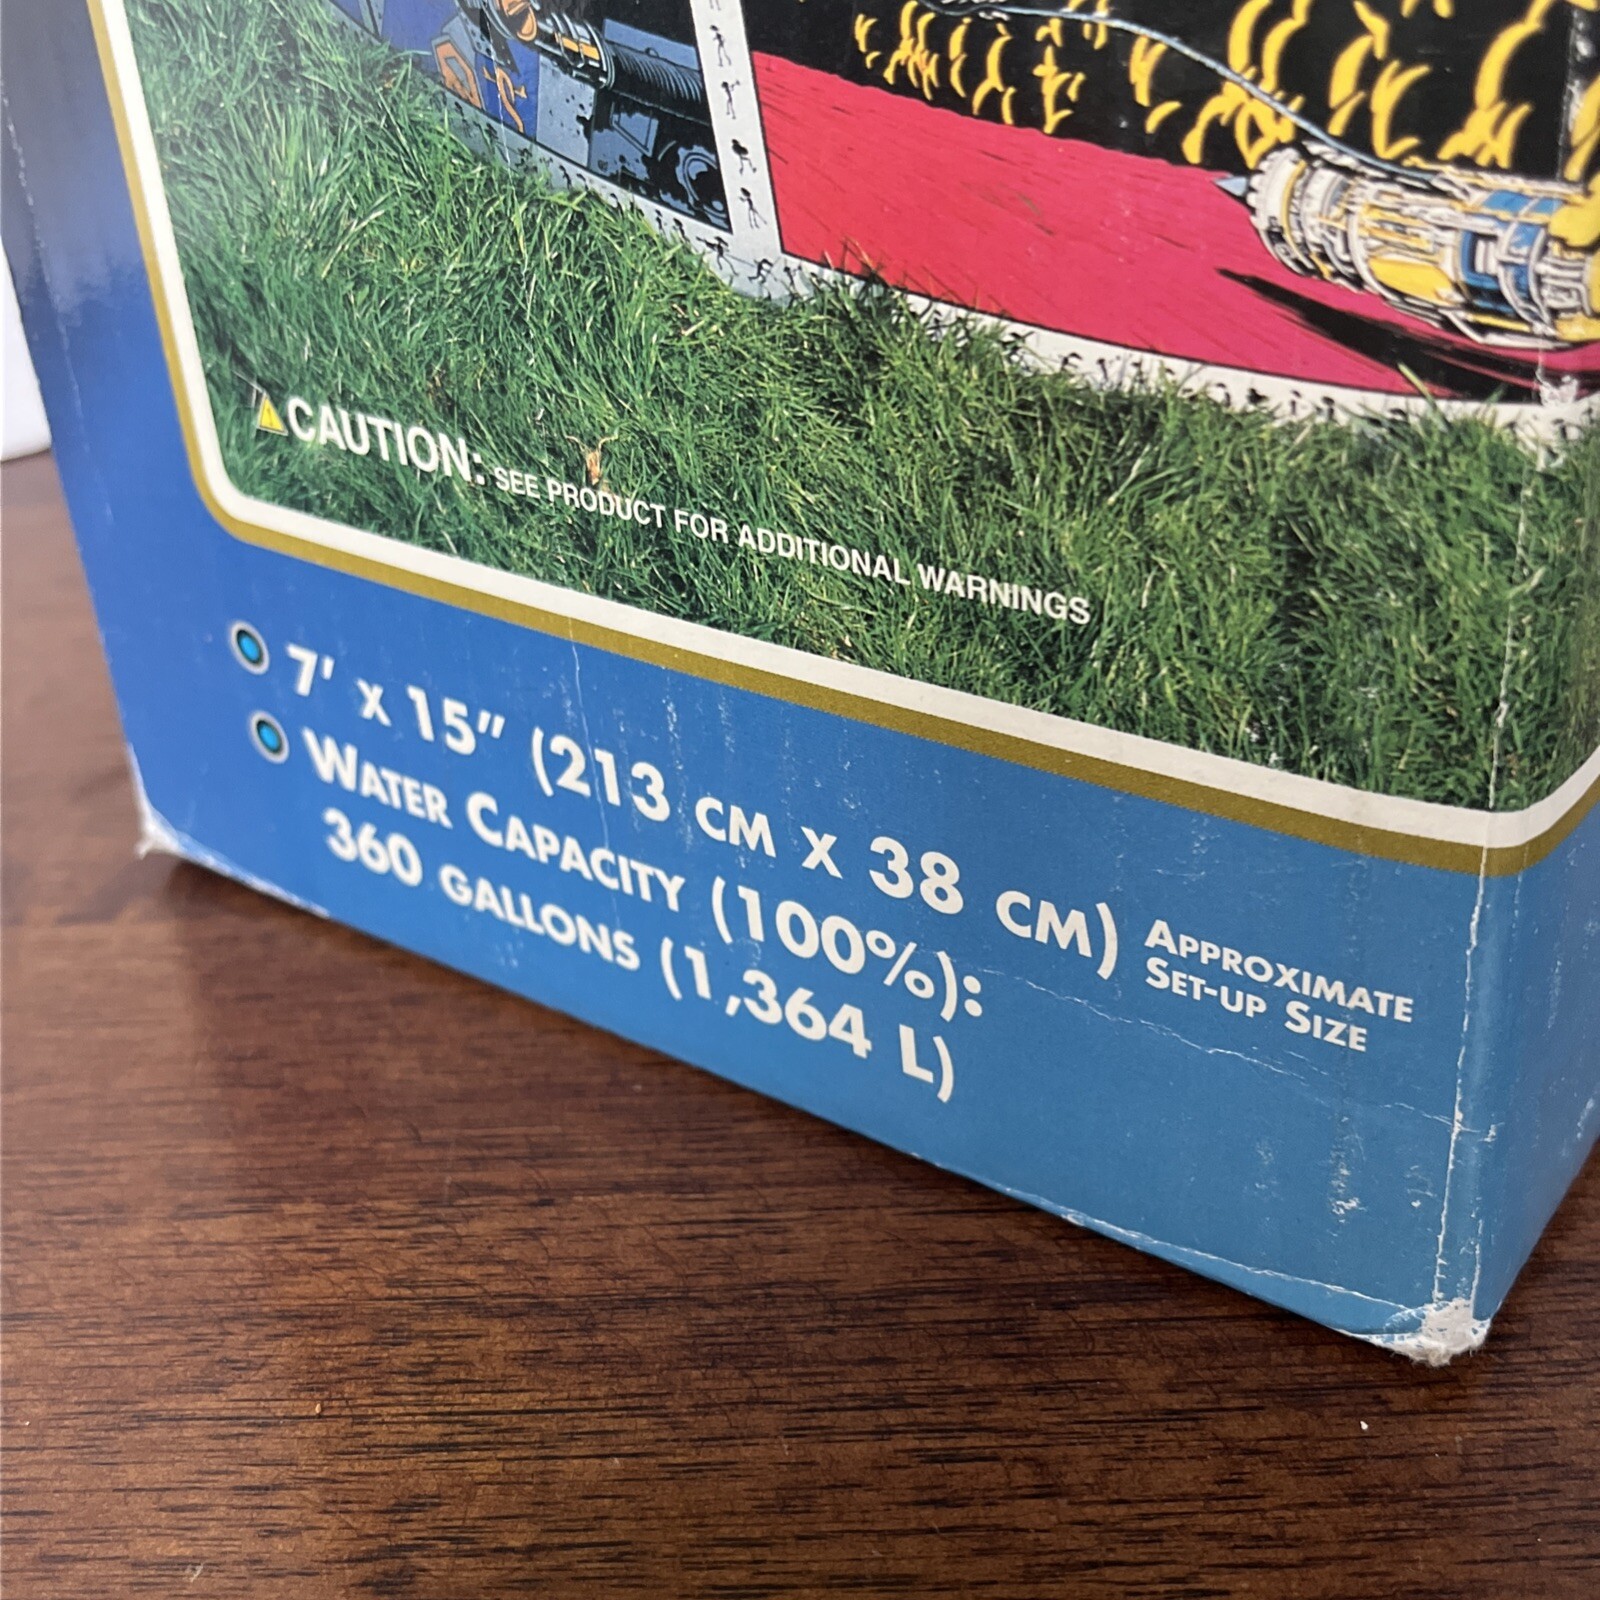 ⚠CAUTION: SEE PRODUCT FOR ADDITIONAL WARNINGS
7' x 15" (213 CM X 38 CM) APPROXIMATE SET-UP SIZE
WATER CAPACITY (100%):
360 GALLONS (1,364 L)